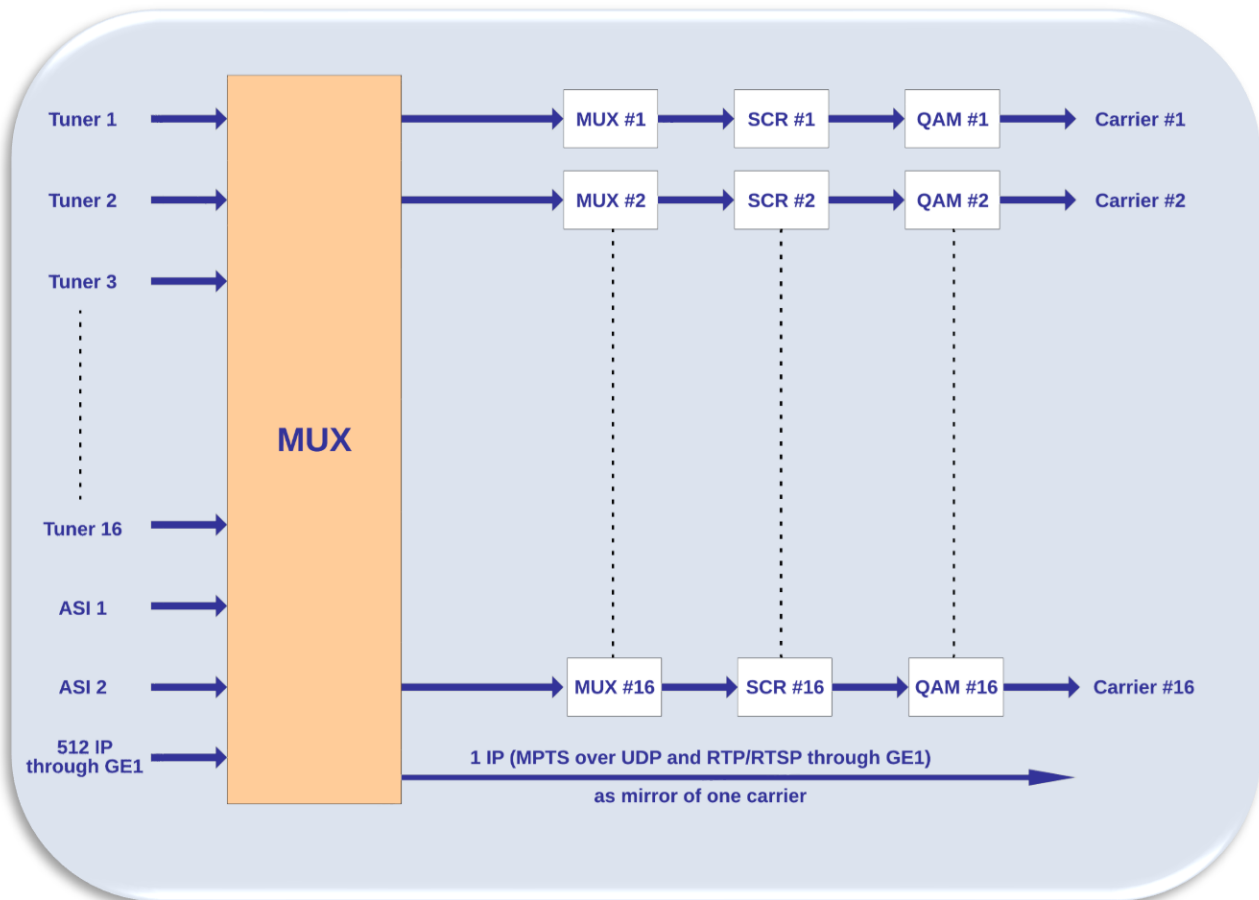 Tuner 1
MUX #1
SCR #1
QAM #1
Carrier #1
Tuner 2
MUX #2
SCR #2
QAM #2
Carrier #2
Tuner 3
MUX
Tuner 16
ASI 1
ASI 2
MUX #16
SCR #16
QAM #16
Carrier #16
512 IP
through GE1
1 IP (MPTS over UDP and RTP/RTSP through GE1)
as mirror of one carrier